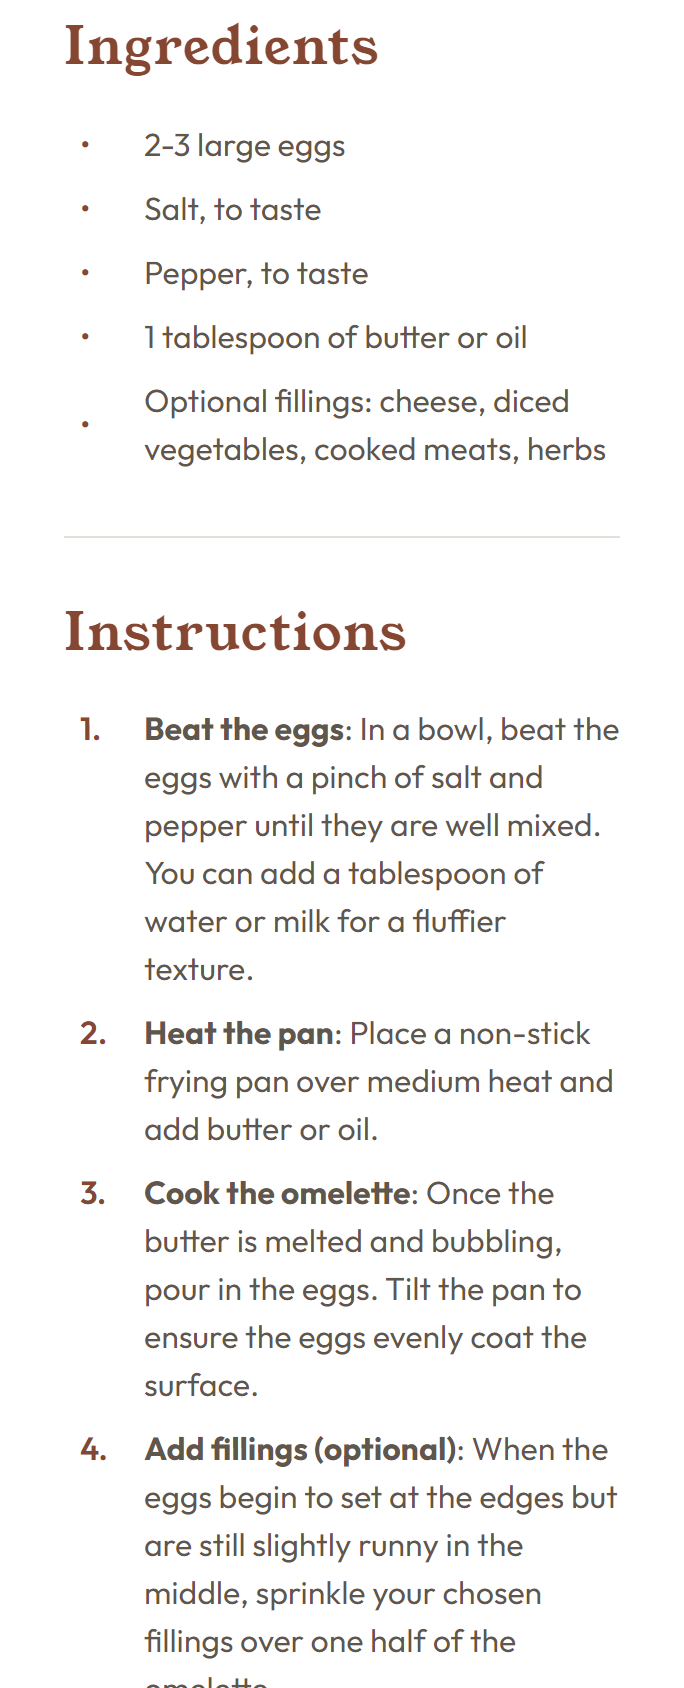 Ingredients
• 2-3 large eggs
• Salt, to taste
• Pepper, to taste
• 1 tablespoon of butter or oil
• Optional fillings: cheese, diced
vegetables, cooked meats, herbs
Instructions
1. Beat the eggs: In a bowl, beat the
eggs with a pinch of salt and
pepper until they are well mixed.
You can add a tablespoon of
water or milk for a fluffier
texture.
2. Heat the pan: Place a non-stick
frying pan over medium heat and
add butter or oil.
3. Cook the omelette: Once the
butter is melted and bubbling,
pour in the eggs. Tilt the pan to
ensure the eggs evenly coat the
surface.
4. Add fillings (optional): When the
eggs begin to set at the edges but
are still slightly runny in the
middle, sprinkle your chosen
fillings over one half of the